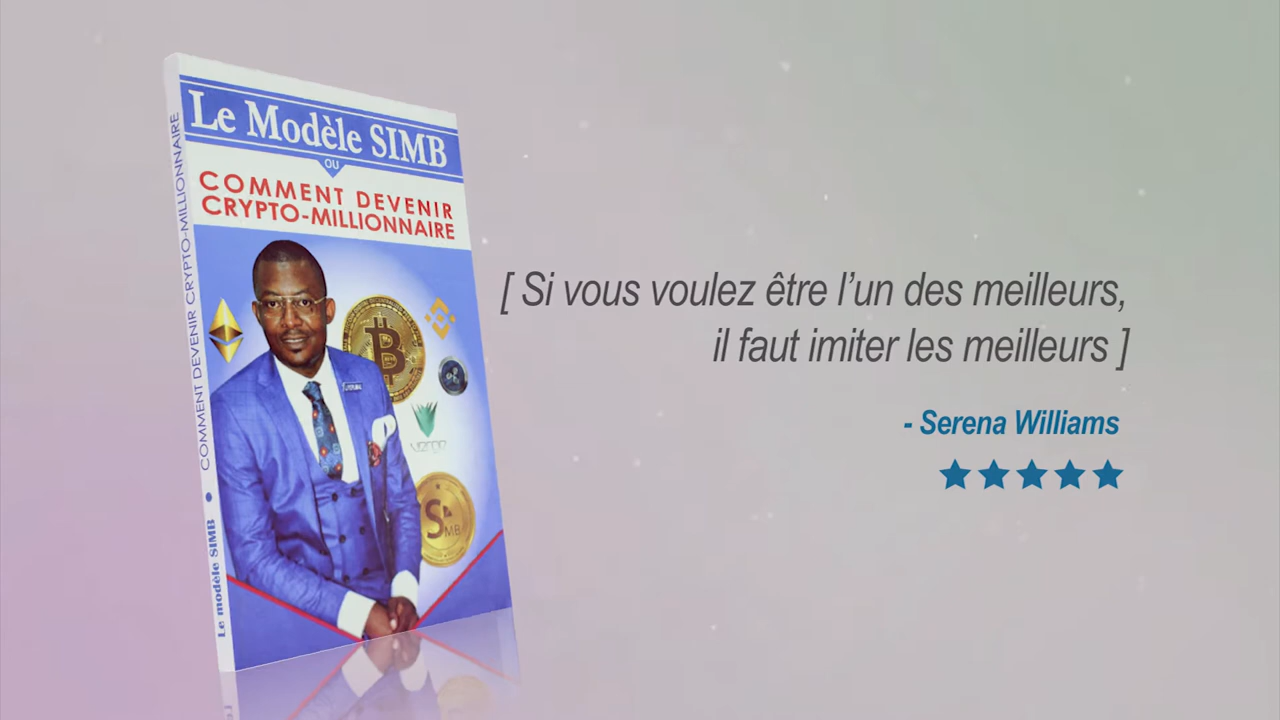 Le Modèle SIMB
OU
COMMENT DEVENIR
CRYPTO-MILLIONNAIRE
Le modèle SIMB • COMMENT DEVENIR CRYPTO-MILLIONNAIRE
SIMB
[ Si vous voulez être l’un des meilleurs,
il faut imiter les meilleurs ]
- Serena Williams